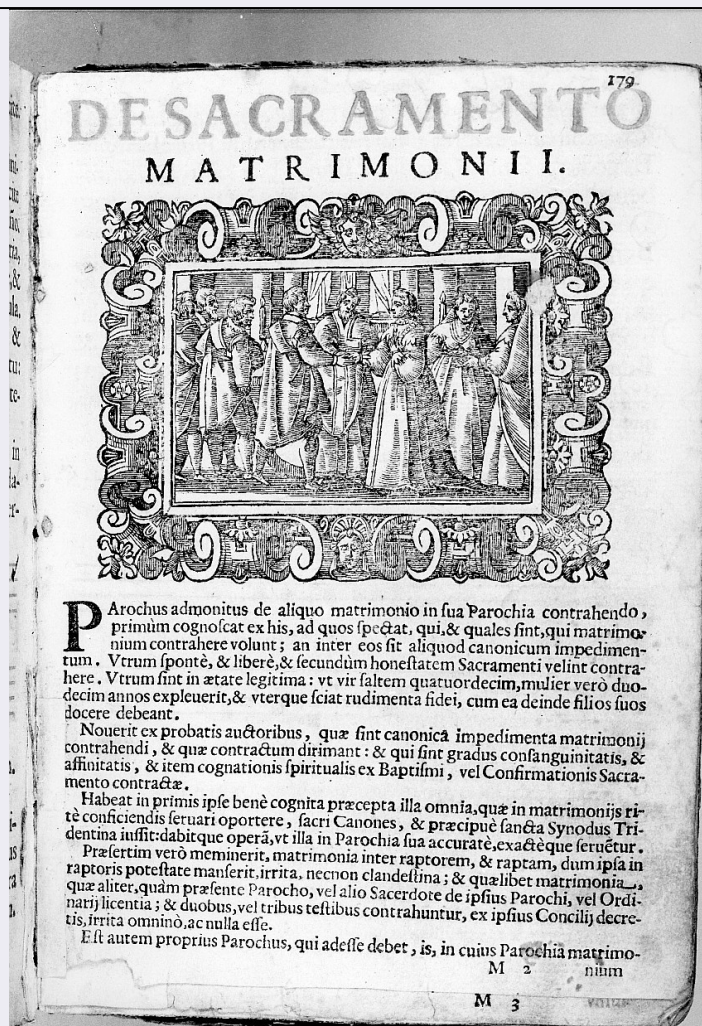 179
DE SACRAMENTO
MATRIMONII.
PArochus admonitus de aliquo matrimonio in ſua Parochia contrahendo,
primùm cognoſcat ex his, ad quos ſpectat, qui, & quales ſint, qui matrimo-
nium contrahere volunt; an inter eos ſit aliquod canonicum impedimen-
tum. Vtrum ſpontè, & liberè, & ſecundùm honeſtatem Sacramenti velint contra-
here. Vtrum ſint in ætate legitima: vt vir ſaltem quatuordecim, mulier verò duo-
decim annos expleuerit, & vterque ſciat rudimenta fidei, cum ea deinde filios ſuos
docere debeant.
Nouerit ex probatis auctoribus, quæ ſint canonica impedimenta matrimonij
contrahendi, & quæ contractum dirimant: & qui ſint gradus conſanguinitatis, &
affinitatis, & item cognationis ſpiritualis ex Baptiſmi, vel Confirmationis Sacra-
mento contractæ.
Habeat in primis ipſe benè cognita præcepta illa omnia, quæ in matrimonijs ri-
tè conficiendis ſeruari oportere, ſacri Canones, & præcipuè ſancta Synodus Tri-
dentina iuſſit: dabitque operã, vt illa in Parochia ſua accuratè, exactèque ſeruẽtur.
Præſertim verò meminerit, matrimonia inter raptorem, & raptam, dum ipſa in
raptoris poteſtate manſerit, irrita, necnon clandeſtina; & quælibet matrimonia,
quæ aliter, quàm præſente Parocho, vel alio Sacerdote de ipſius Parochi, vel Ordi-
narij licentia; & duobus, vel tribus teſtibus contrahuntur, ex ipſius Concilij decre-
tis, irrita omninò, ac nulla eſſe.
Eſt autem proprius Parochus, qui adeſſe debet, is, in cuius Parochia matrimo-
M 2 nium
M 3